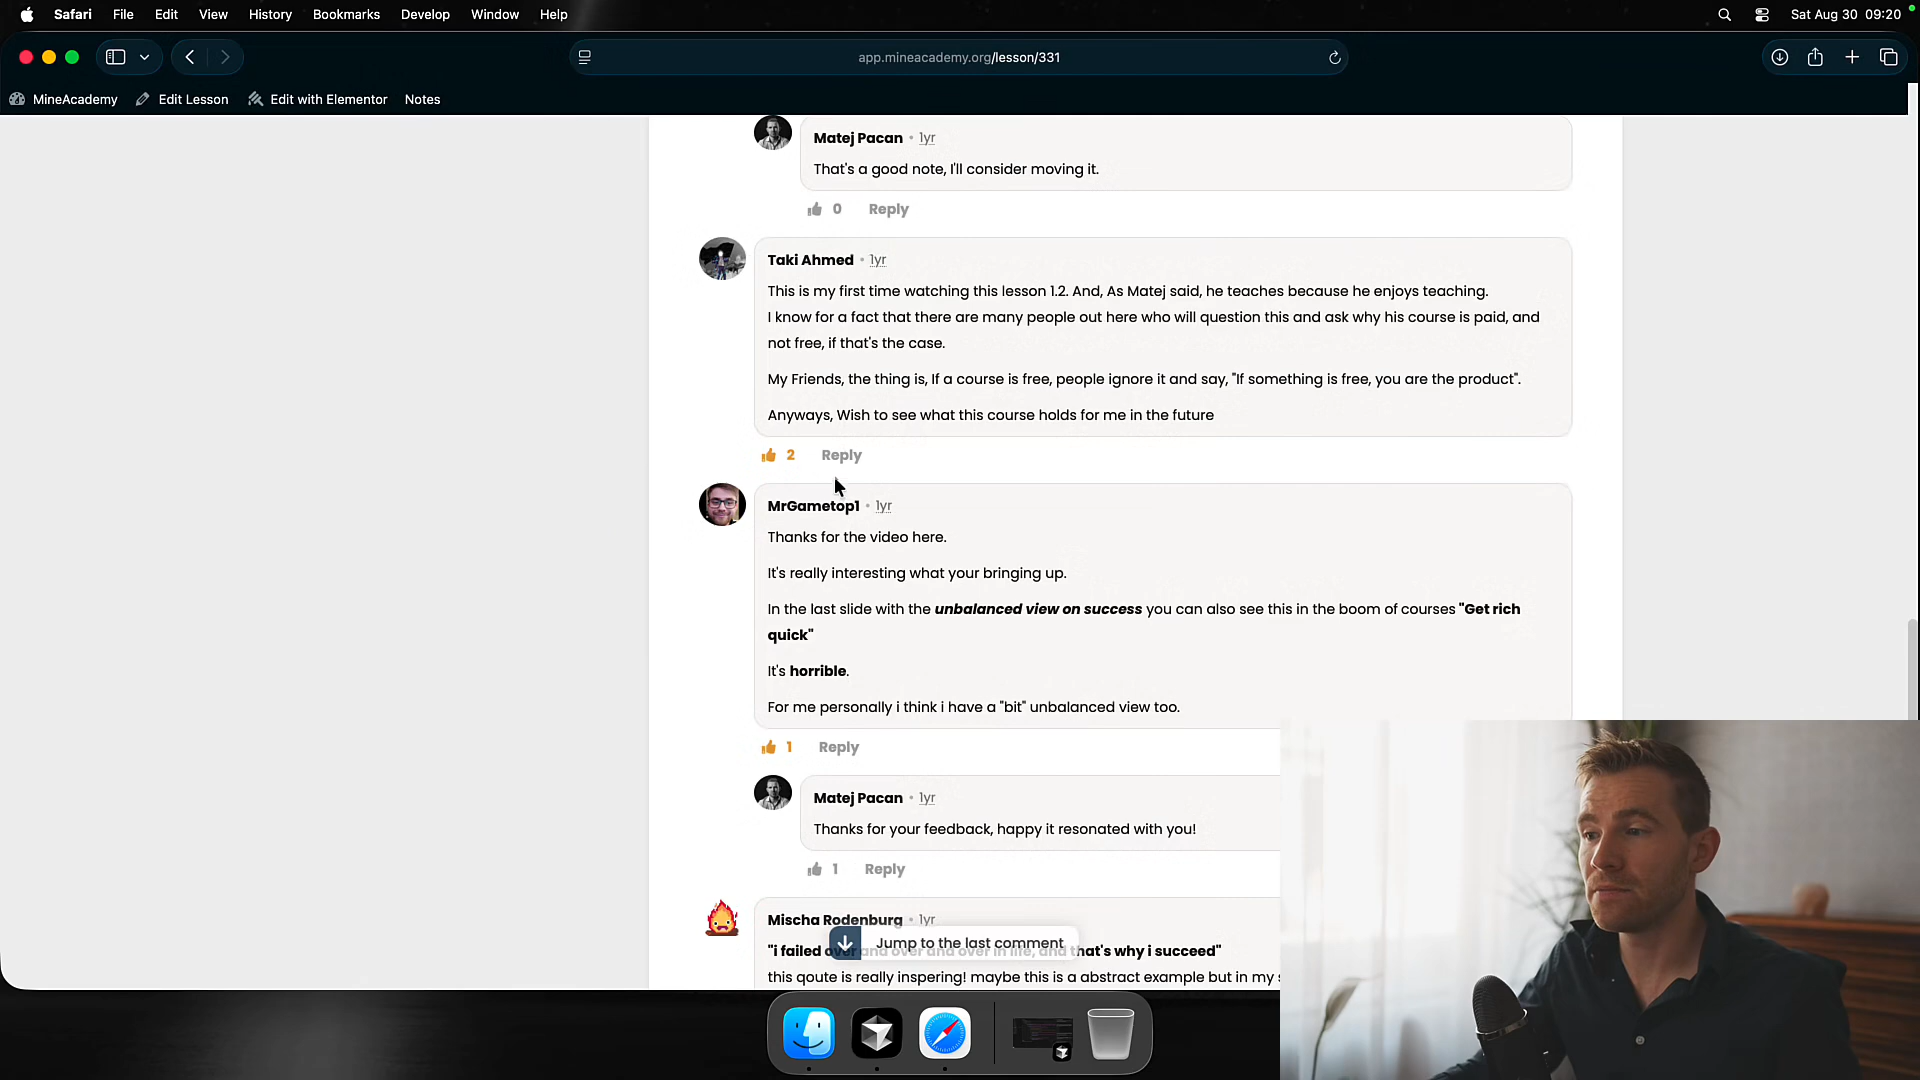 Safari File Edit View History Bookmarks Develop Window Help
Sat Aug 30 09:20
app.mineacademy.org/lesson/331
MineAcademy Edit Lesson Edit with Elementor Notes
Matej Pacan • 1yr
That's a good note, I'll consider moving it.
0 Reply
Taki Ahmed • 1yr
This is my first time watching this lesson 1.2. And, As Matej said, he teaches because he enjoys teaching.
I know for a fact that there are many people out here who will question this and ask why his course is paid, and
not free, if that's the case.
My Friends, the thing is, If a course is free, people ignore it and say, "If something is free, you are the product".
Anyways, Wish to see what this course holds for me in the future
2 Reply
MrGametop1 • 1yr
Thanks for the video here.
It's really interesting what your bringing up.
In the last slide with the unbalanced view on success you can also see this in the boom of courses "Get rich
quick"
It's horrible.
For me personally i think i have a "bit" unbalanced view too.
1 Reply
Matej Pacan • 1yr
Thanks for your feedback, happy it resonated with you!
1 Reply
Mischa Rodenburg • 1yr
Jump to the last comment
"i failed over and over and over in life, and that's why i succeed"
this qoute is really inspering! maybe this is a abstract example but in my s